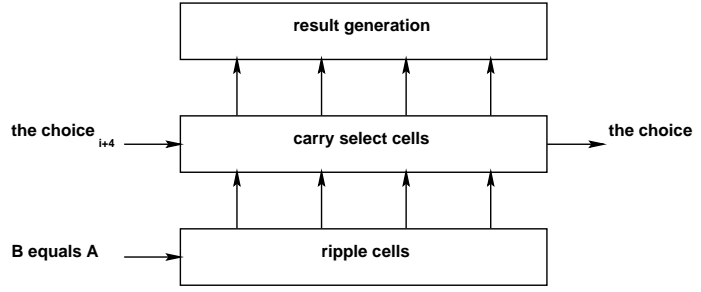 result generation
the choice i+4
carry select cells
the choice
B equals A
ripple cells